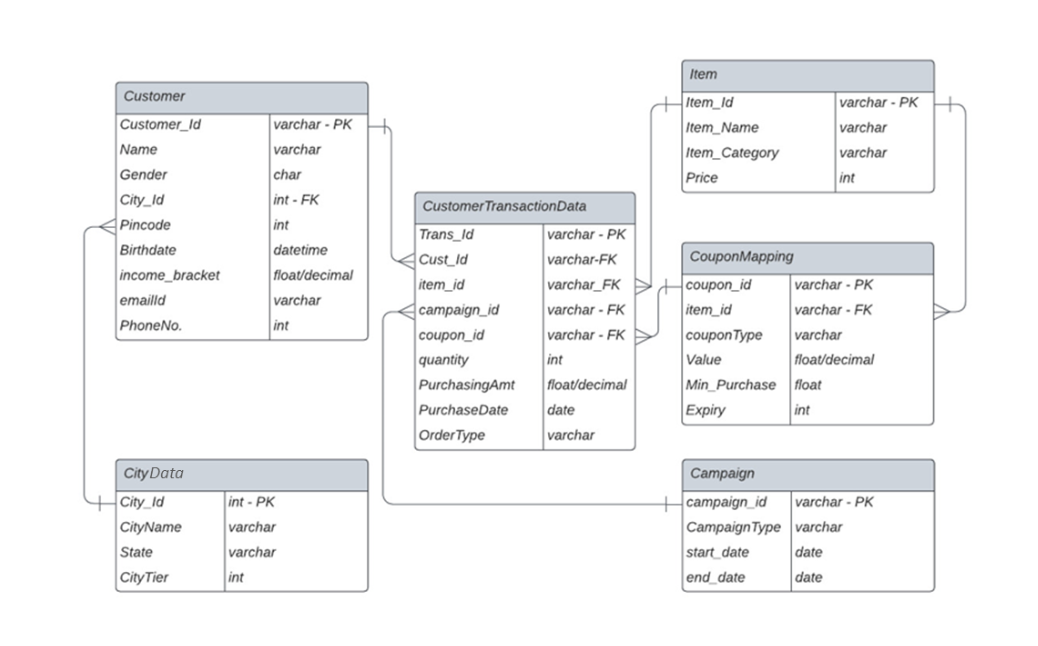 Customer
Customer_Id varchar - PK
Name varchar
Gender char
City_Id int - FK
Pincode int
Birthdate datetime
income_bracket float/decimal
emailId varchar
PhoneNo. int
CityData
City_Id int - PK
CityName varchar
State varchar
CityTier int
CustomerTransactionData
Trans_Id varchar - PK
Cust_Id varchar-FK
item_id varchar_FK
campaign_id varchar - FK
coupon_id varchar - FK
quantity int
PurchasingAmt float/decimal
PurchaseDate date
OrderType varchar
Item
Item_Id varchar - PK
Item_Name varchar
Item_Category varchar
Price int
CouponMapping
coupon_id varchar - PK
item_id varchar - FK
couponType varchar
Value float/decimal
Min_Purchase float
Expiry int
Campaign
campaign_id varchar - PK
CampaignType varchar
start_date date
end_date date